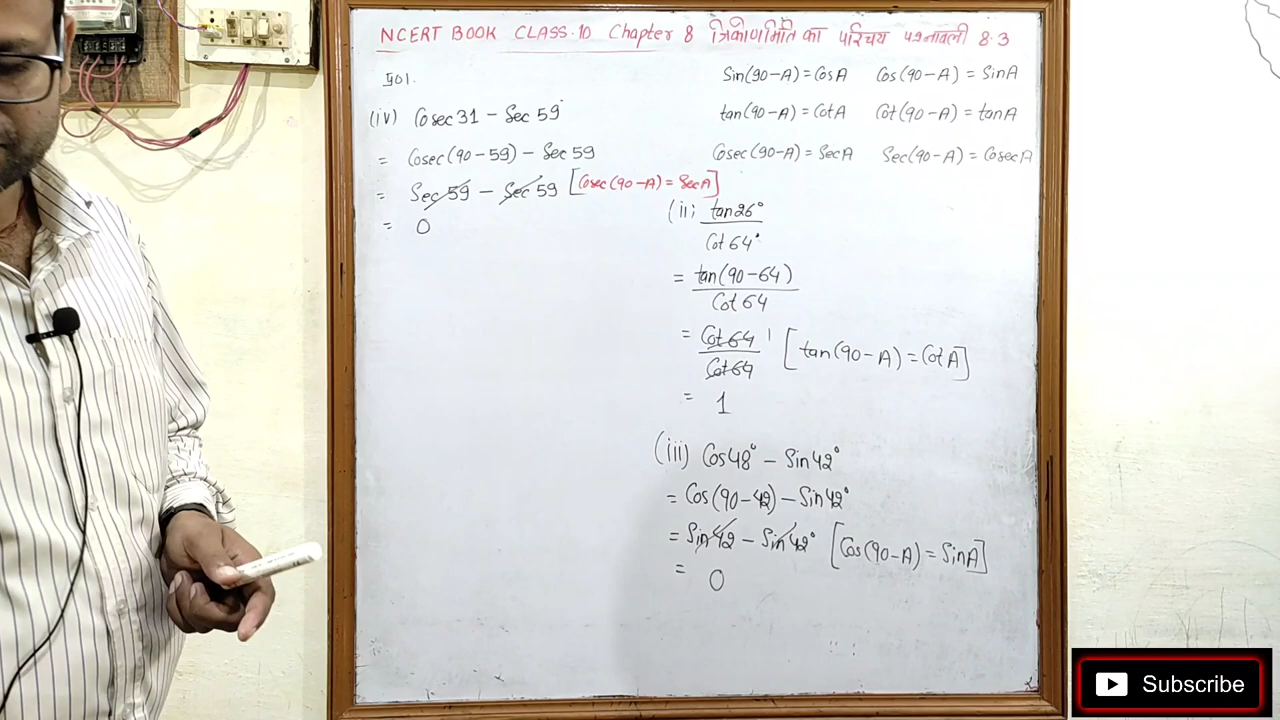 NCERT BOOK CLASS-10 Chapter 8 त्रिकोणमिति का परिचय प्रश्नावली 8.3
Q01.
Sin(90-A) = CosA Cos(90-A) = SinA
tan(90-A) = CotA Cot(90-A) = tanA
Cosec(90-A) = SecA Sec(90-A) = CosecA
(iv) Cosec 31 - Sec 59°
= Cosec(90-59) - Sec 59
= Sec 59 - Sec 59 [Cosec(90-A) = SecA]
= 0
(ii) tan26°
Cot 64°
= tan(90-64)
Cot 64
= Cot 64 1 [tan(90-A) = Cot A]
Cot 64
= 1
(iii) Cos48° - Sin42°
= Cos(90-42) - Sin42°
= Sin42 - Sin42° [Cos(90-A) = SinA]
= 0
Subscribe